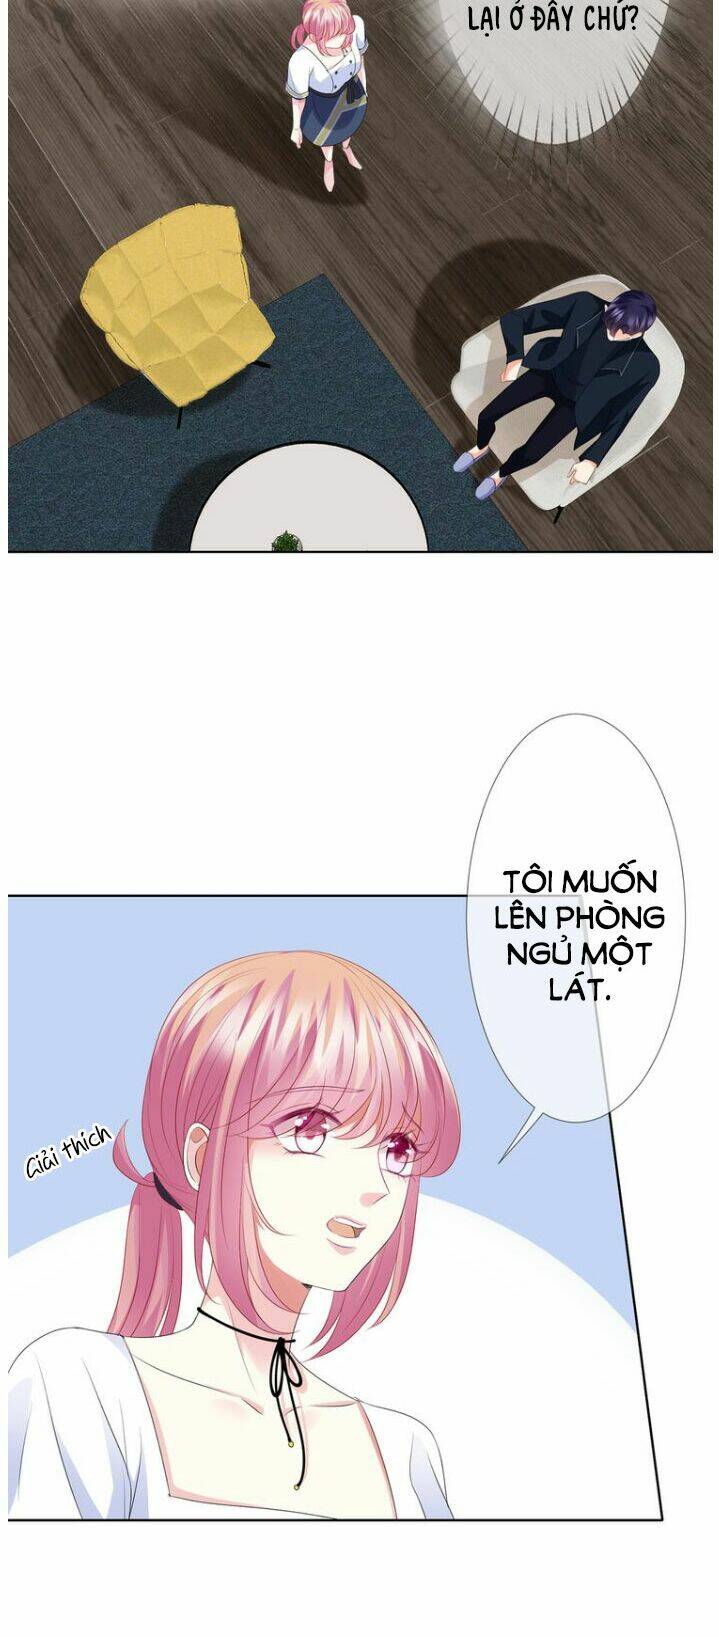 LẠI Ở ĐÂY CHỨ?
TÔI MUỐN
LÊN PHÒNG
NGỦ MỘT
LÁT.
Giải thích